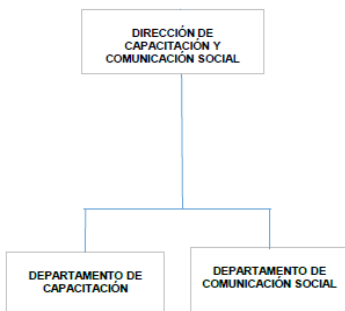 DIRECCIÓN DE
CAPACITACIÓN Y
COMUNICACIÓN SOCIAL
DEPARTAMENTO DE
CAPACITACIÓN
DEPARTAMENTO DE
COMUNICACIÓN SOCIAL